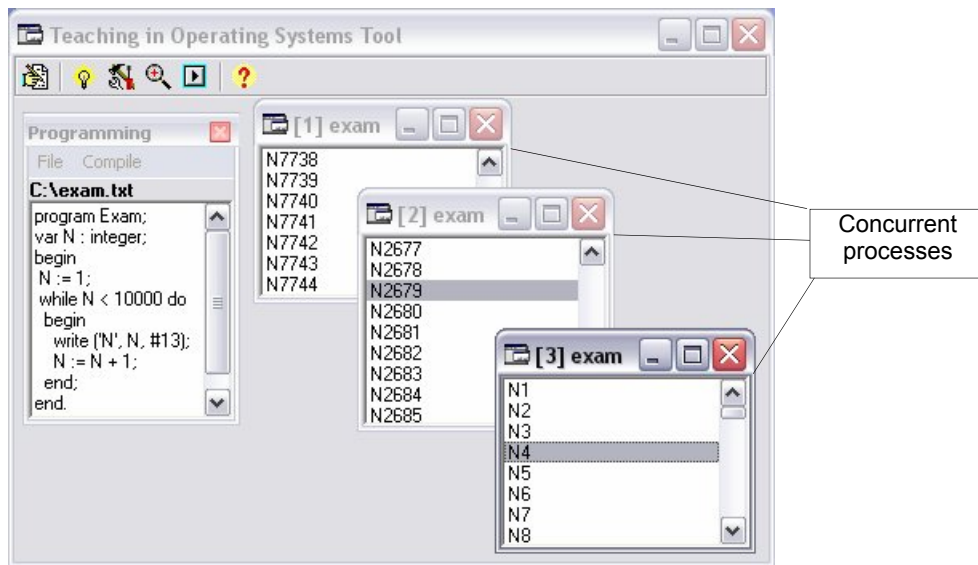 Teaching in Operating Systems Tool
Programming
File Compile
C:\exam.txt
program Exam;
var N : integer;
begin
N := 1;
while N < 10000 do
begin
write ('N', N, #13);
N := N + 1;
end;
end.
[1] exam
N7738
N7739
N7740
N7741
N7742
N7743
N7744
[2] exam
N2677
N2678
N2679
N2680
N2681
N2682
N2683
N2684
N2685
[3] exam
N1
N2
N3
N4
N5
N6
N7
N8
Concurrent
processes